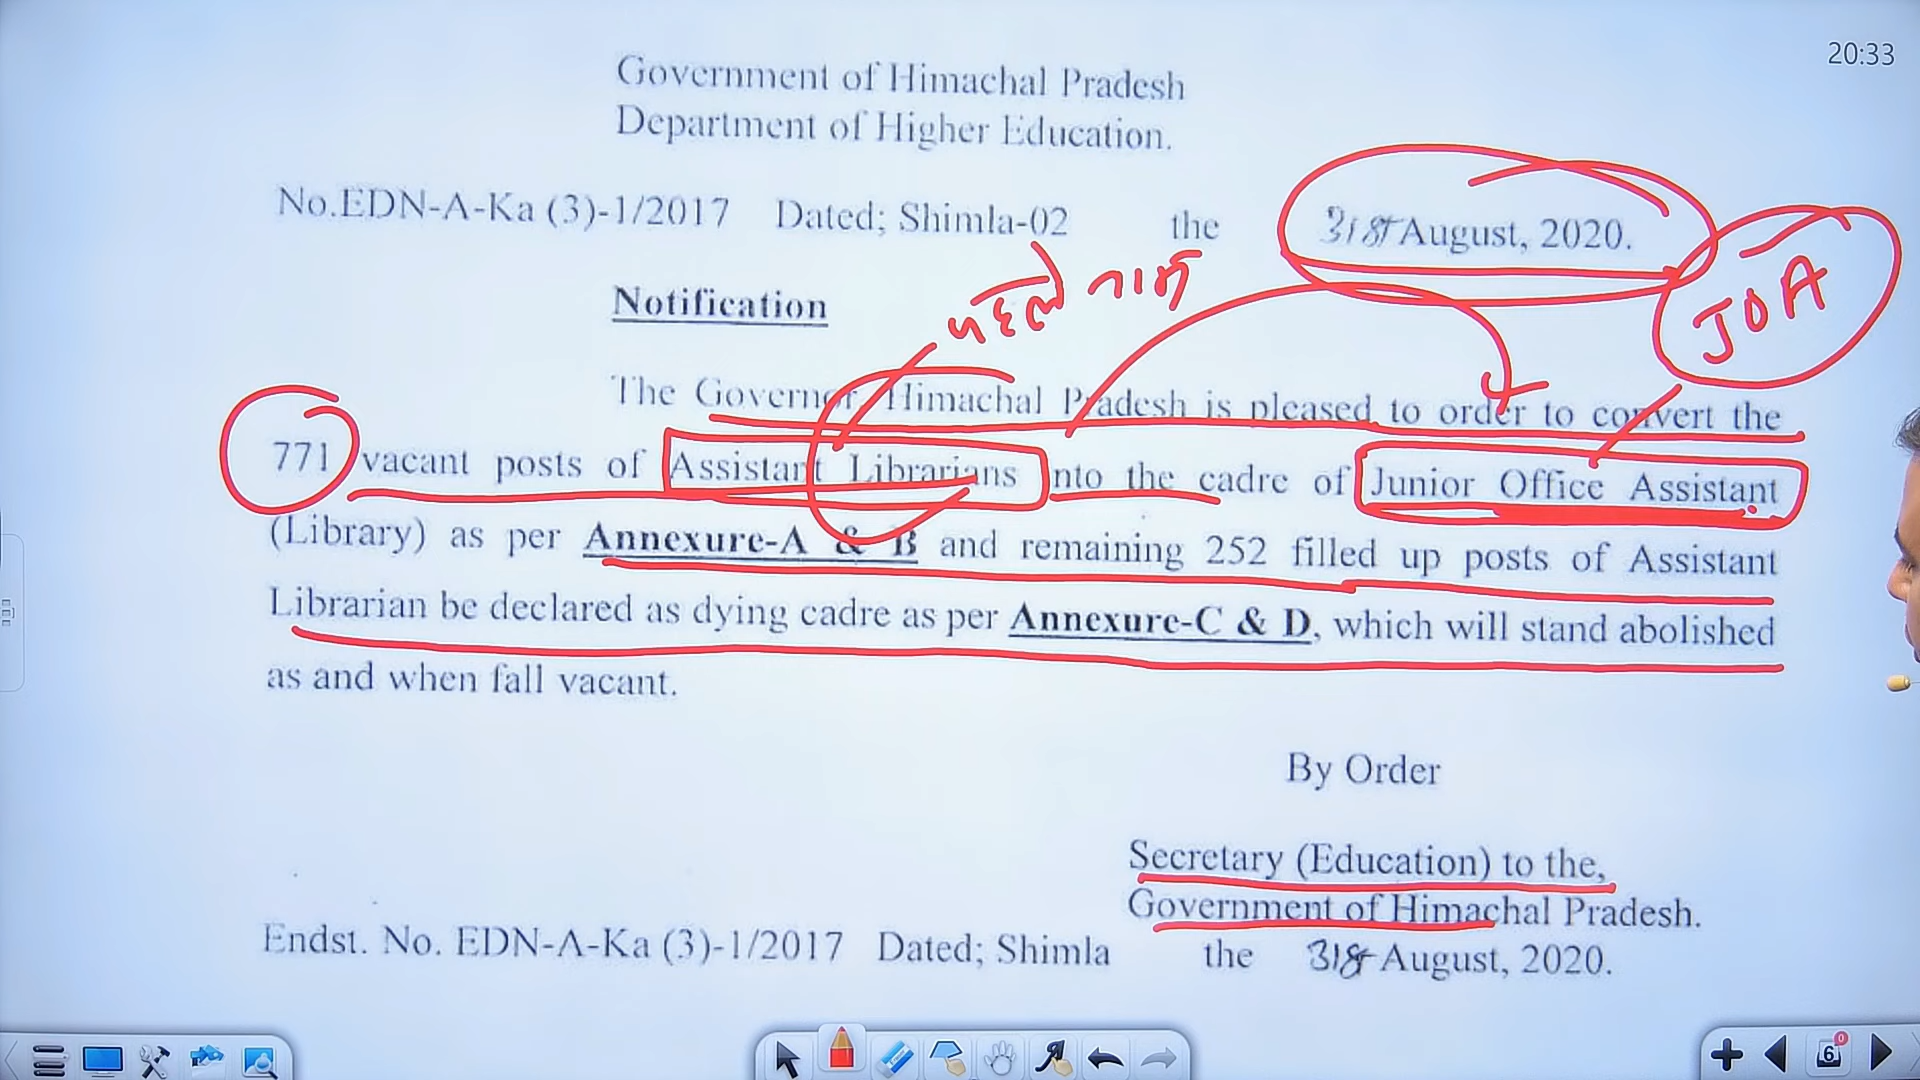 20:33
Government of Himachal Pradesh
Department of Higher Education.
No.EDN-A-Ka (3)-1/2017 Dated; Shimla-02 the 31st August, 2020.
JOA
पहले नाम
Notification
The Governor, Himachal Pradesh is pleased to order to convert the
771 vacant posts of Assistant Librarians into the cadre of Junior Office Assistant
(Library) as per Annexure-A & B and remaining 252 filled up posts of Assistant
Librarian be declared as dying cadre as per Annexure-C & D, which will stand abolished
as and when fall vacant.
By Order
Secretary (Education) to the,
Government of Himachal Pradesh.
Endst. No. EDN-A-Ka (3)-1/2017 Dated; Shimla the 31st August, 2020.
6
0